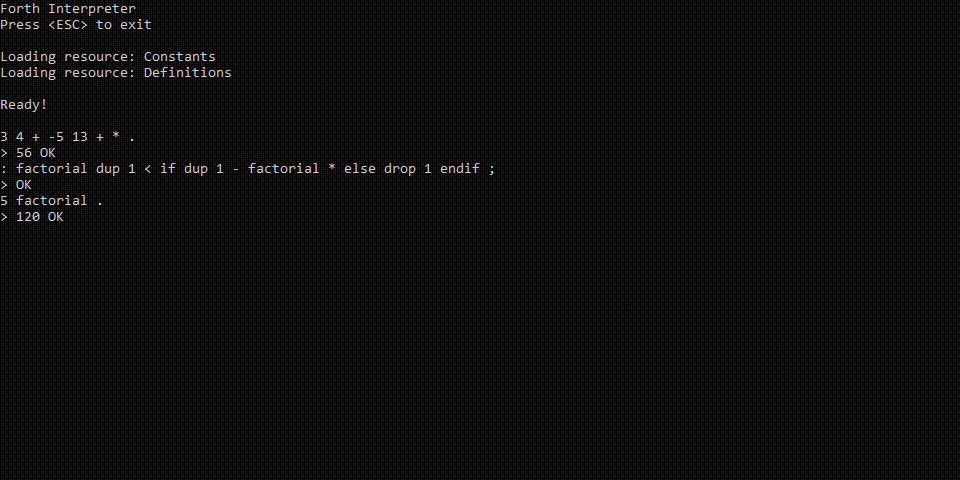 Forth Interpreter
Press <ESC> to exit
Loading resource: Constants
Loading resource: Definitions
Ready!
3 4 + -5 13 + * .
> 56 OK
: factorial dup 1 < if dup 1 - factorial * else drop 1 endif ;
> OK
5 factorial .
> 120 OK